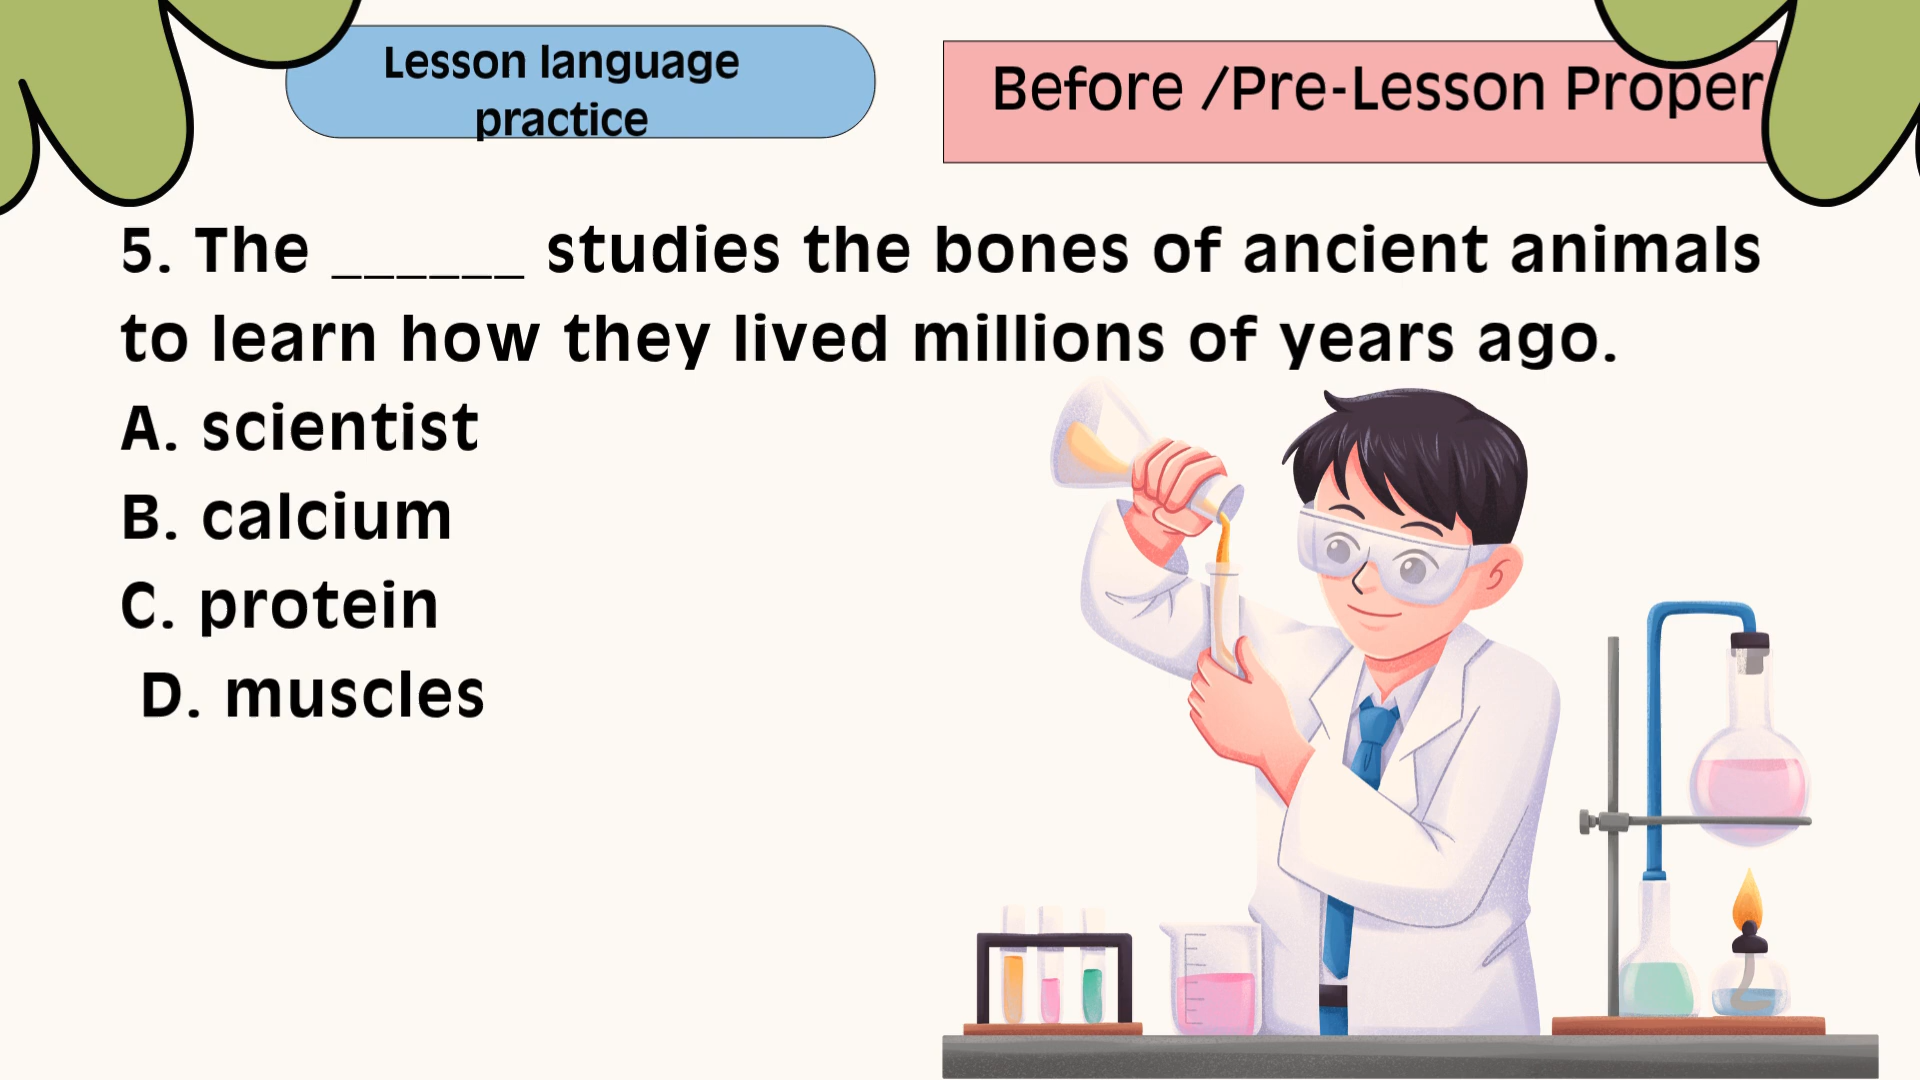 Lesson language
practice
Before /Pre-Lesson Proper
5. The ______ studies the bones of ancient animals
to learn how they lived millions of years ago.
A. scientist
B. calcium
C. protein
D. muscles